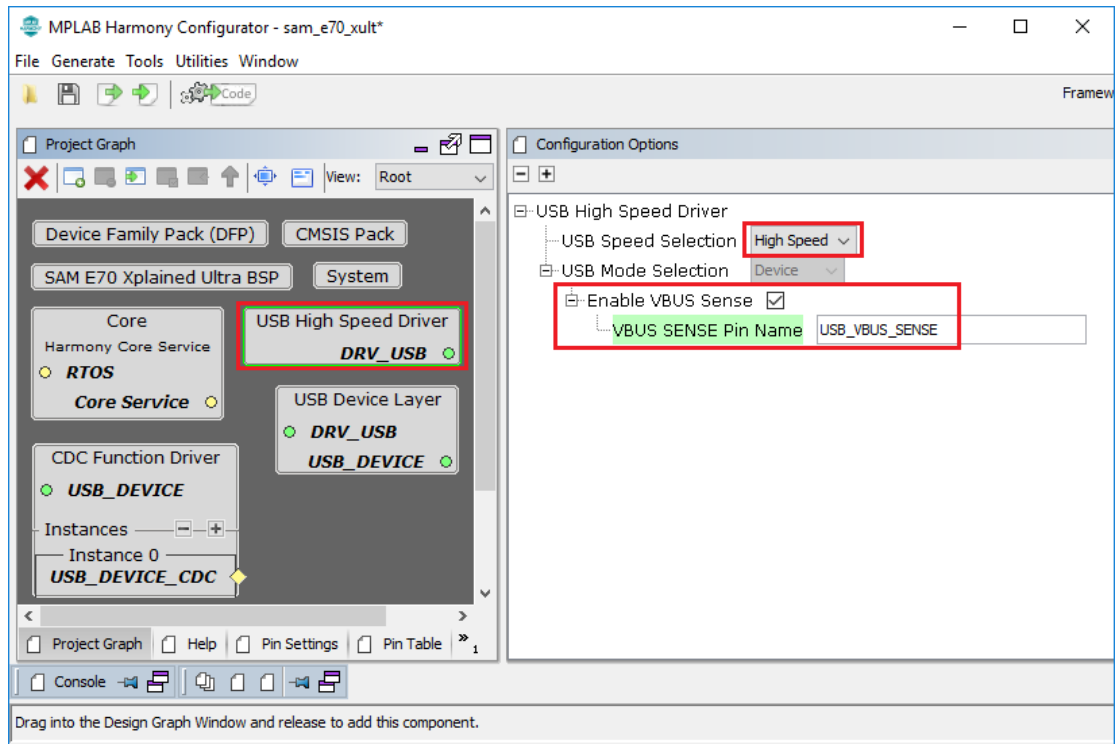 MPLAB Harmony Configurator - sam_e70_xult*
File Generate Tools Utilities Window
Code
Framew
Project Graph
View: Root
Device Family Pack (DFP) CMSIS Pack
SAM E70 Xplained Ultra BSP System
Core
Harmony Core Service
RTOS
Core Service
USB High Speed Driver
DRV_USB
USB Device Layer
DRV_USB
USB_DEVICE
CDC Function Driver
USB_DEVICE
Instances
Instance 0
USB_DEVICE_CDC
Project Graph Help Pin Settings Pin Table » 1
Configuration Options
USB High Speed Driver
USB Speed Selection High Speed
USB Mode Selection Device
Enable VBUS Sense
VBUS SENSE Pin Name USB_VBUS_SENSE
Console
Drag into the Design Graph Window and release to add this component.